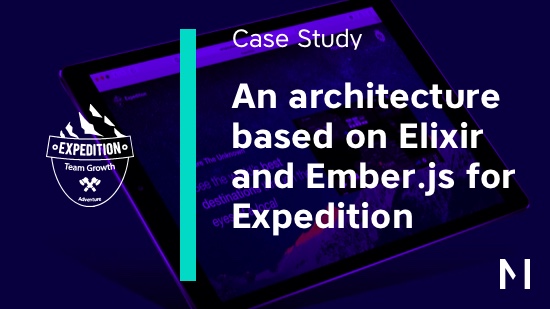 Case Study
An architecture
based on Elixir
and Ember.js for
Expedition
EXPEDITION
Team Growth
Adventure